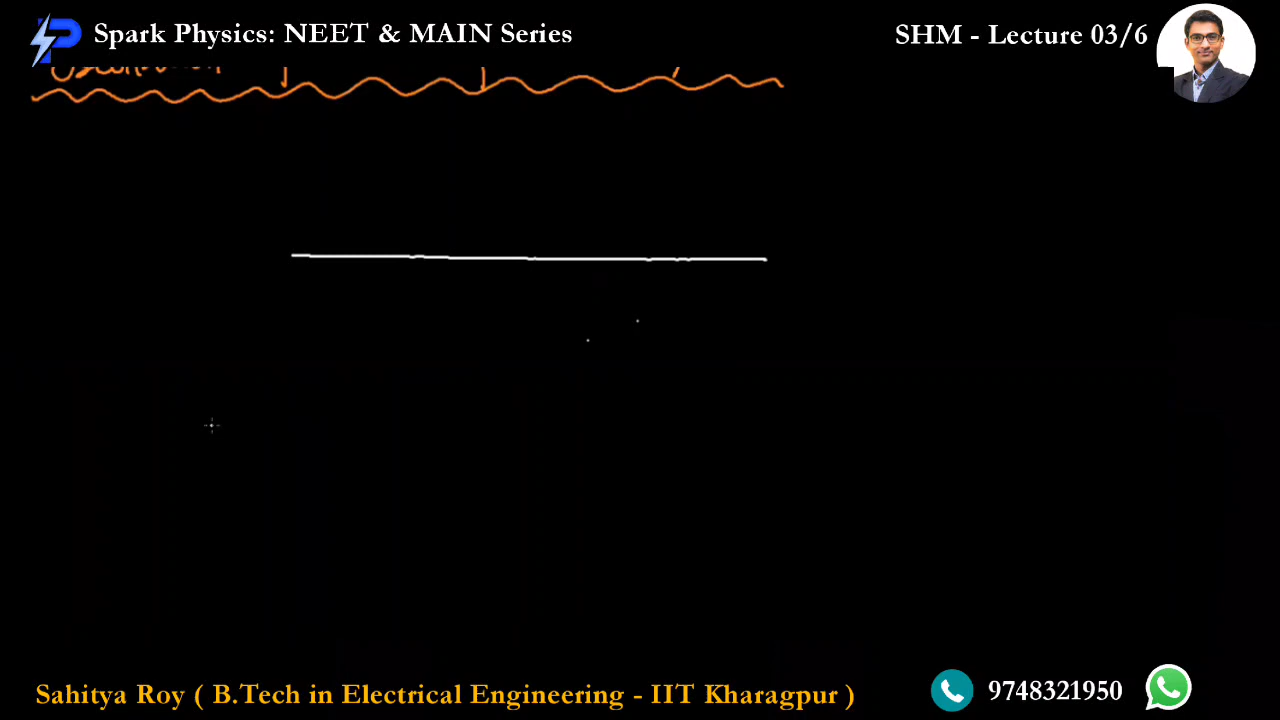 Spark Physics: NEET & MAIN Series
SHM - Lecture 03/6
Sahitya Roy ( B.Tech in Electrical Engineering - IIT Kharagpur )
9748321950